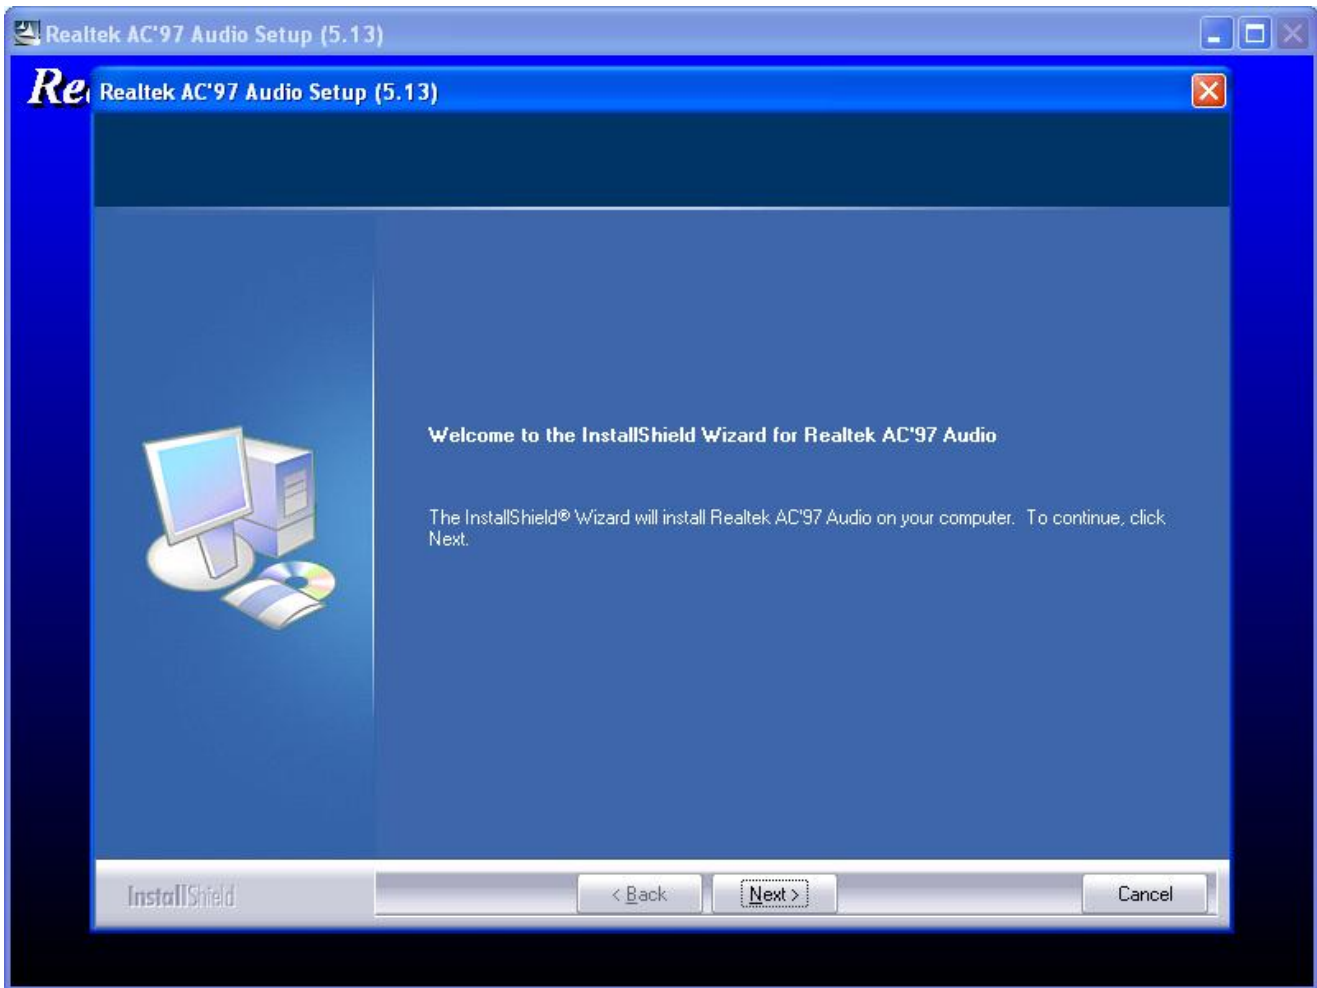 Realtek AC'97 Audio Setup (5.13)
Realtek AC'97 Audio Setup (5.13)
Welcome to the InstallShield Wizard for Realtek AC'97 Audio
The InstallShield® Wizard will install Realtek AC'97 Audio on your computer. To continue, click
Next.
InstallShield
< Back
Next >
Cancel